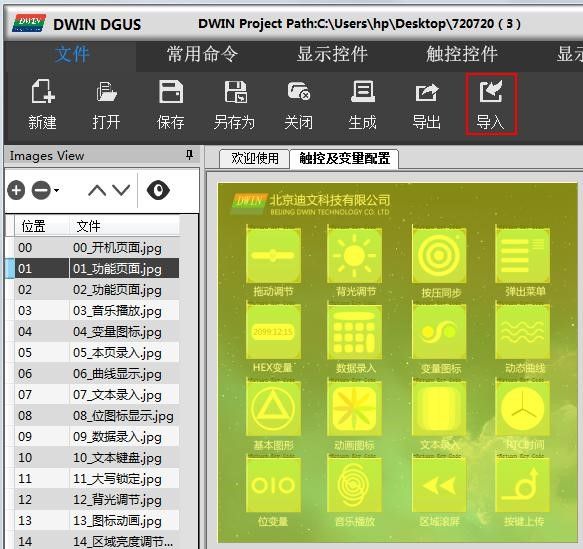 DWIN DWIN DGUS DWIN Project Path:C:\Users\hp\Desktop\720720 ( 3 )
文件 常用命令 显示控件 触控控件 显示
新建 打开 保存 另存为 关闭 生成 导出 导入
Images View
欢迎使用 触控及变量配置
位置 文件
00 00_开机页面.jpg
01 01_功能页面.jpg
02 02_功能页面.jpg
03 03_音乐播放.jpg
04 04_变量图标.jpg
05 05_本页录入.jpg
06 06_曲线显示.jpg
07 07_文本录入.jpg
08 08_位图标显示.jpg
09 09_数据录入.jpg
10 10_文本键盘.jpg
11 11_大写锁定.jpg
12 12_背光调节.jpg
13 13_图标动画.jpg
14 14_区域亮度调节...
DWIN 北京迪文科技有限公司
BEIJING DWIN TECHNOLOGY CO. LTD
拖动调节 背光调节 按压同步 弹出菜单
2099:12:15
HEX变量 数据录入 变量图标 动态曲线
基本图形 动画图标 文本录入 RTC时间
位变量 音乐播放 区域滚屏 按键上传